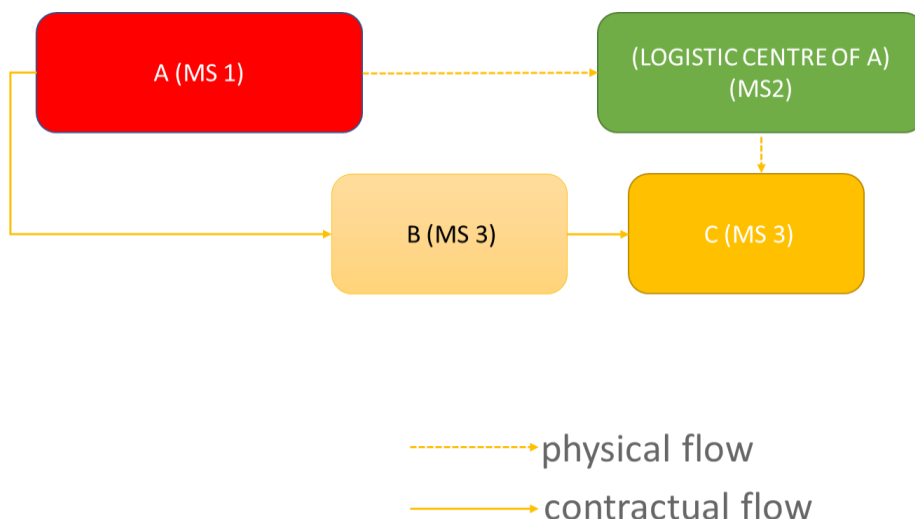 A (MS 1)
(LOGISTIC CENTRE OF A)
(MS2)
B (MS 3)
C (MS 3)
physical flow
contractual flow